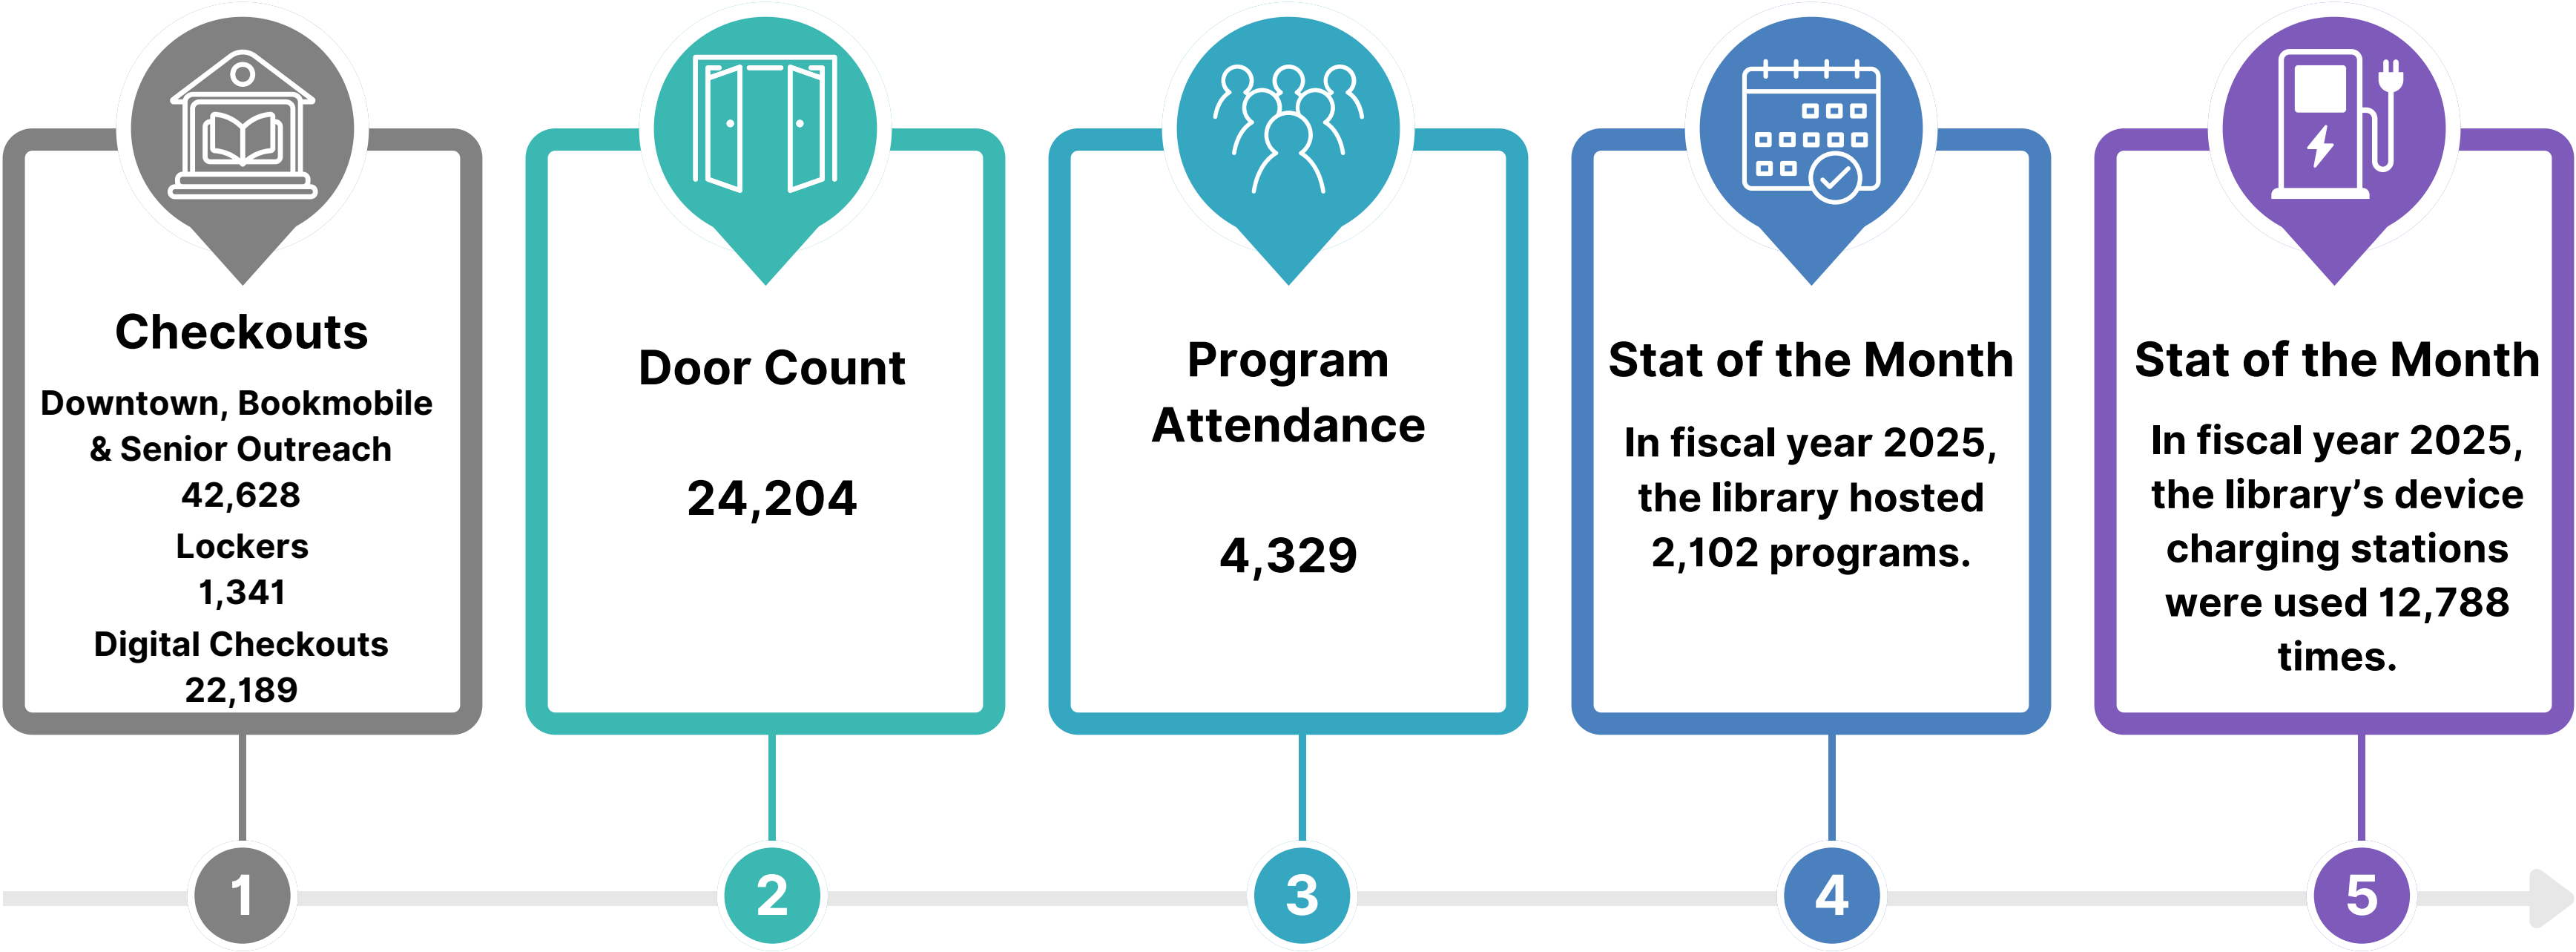 Checkouts
Downtown, Bookmobile
& Senior Outreach
42,628
Lockers
1,341
Digital Checkouts
22,189
Door Count
24,204
Program
Attendance
4,329
Stat of the Month
In fiscal year 2025,
the library hosted
2,102 programs.
Stat of the Month
In fiscal year 2025,
the library’s device
charging stations
were used 12,788
times.
1
2
3
4
5